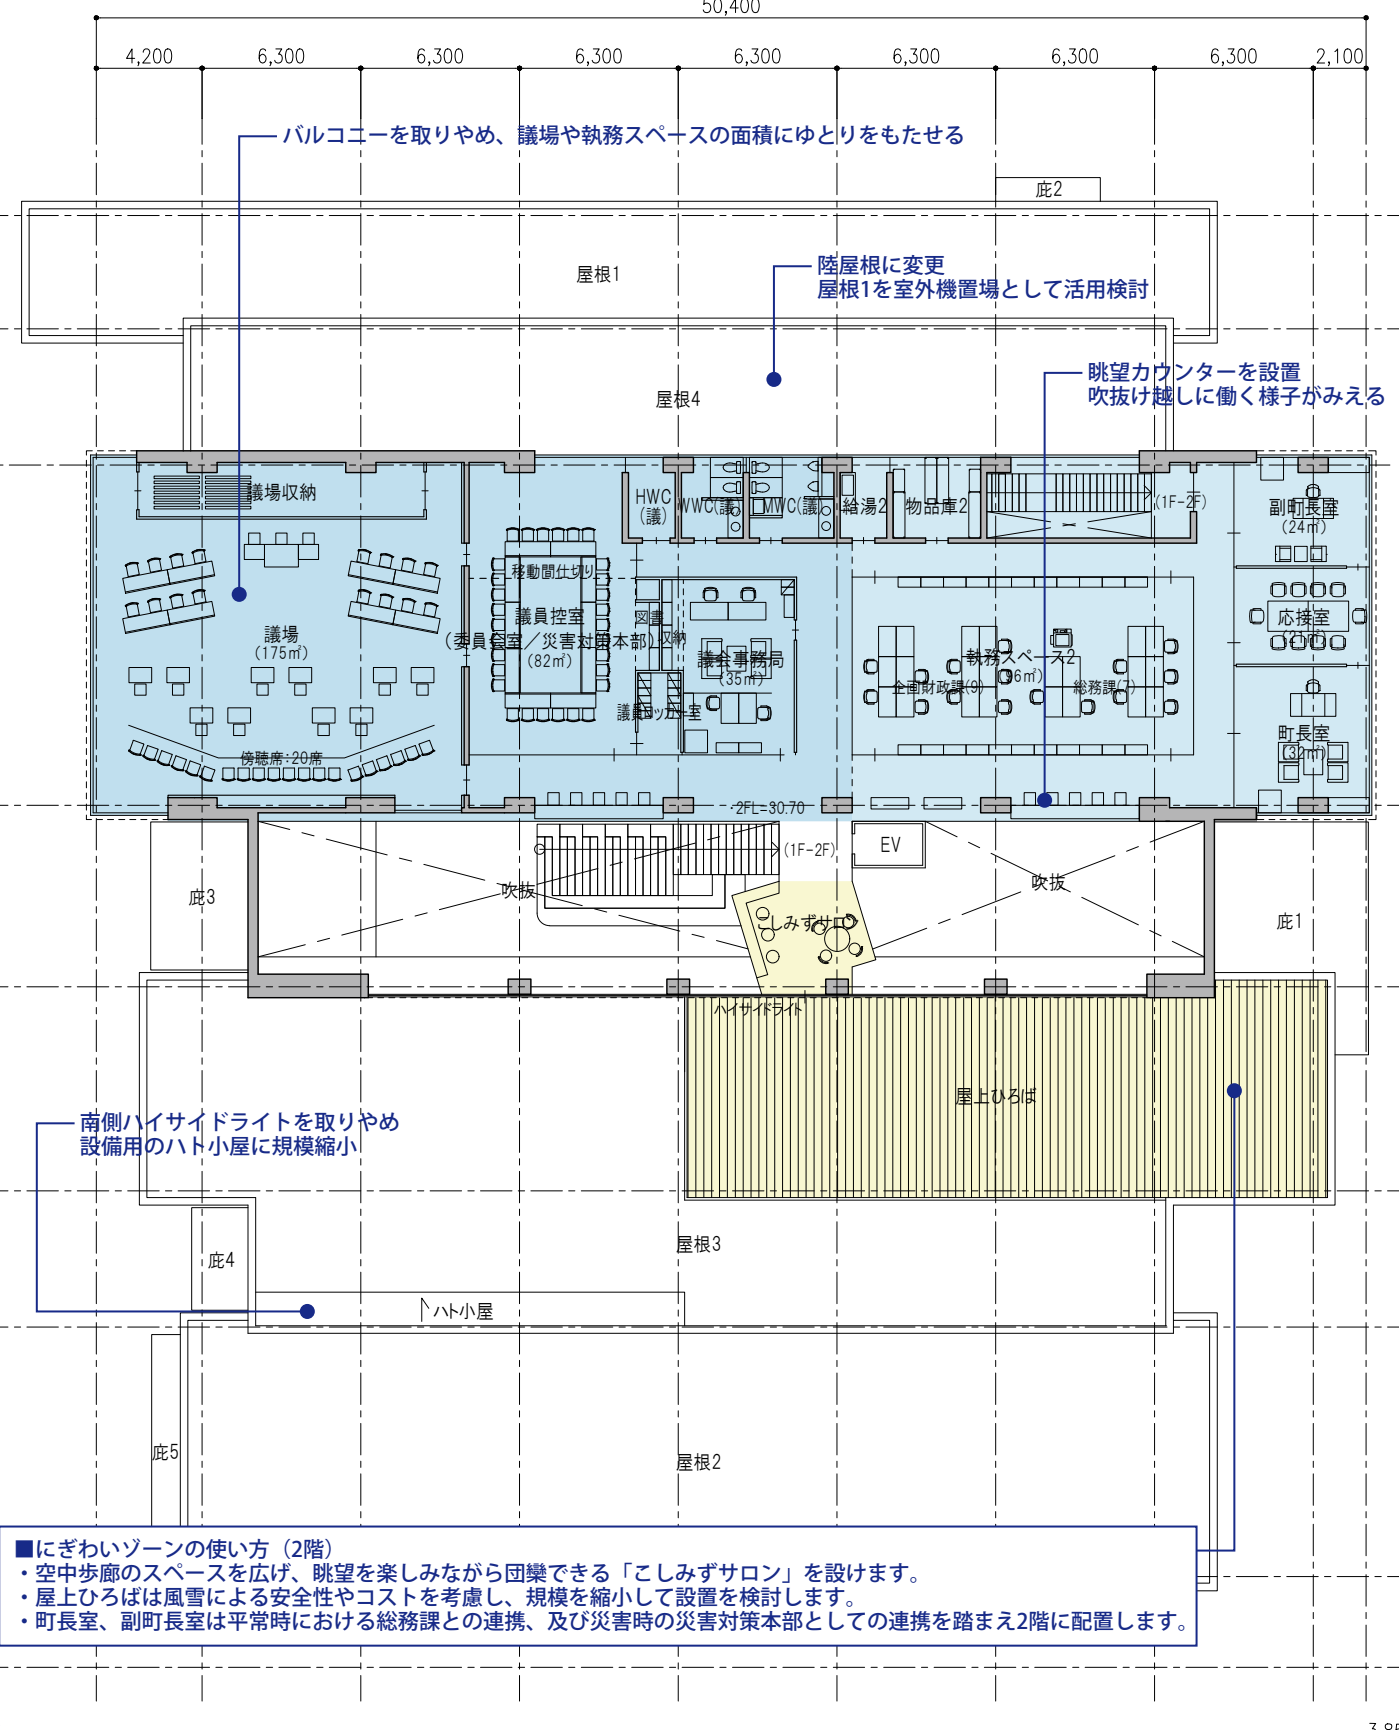 50,400
4,200 6,300 6,300 6,300 6,300 6,300 6,300 6,300 2,100
バルコニーを取りやめ、議場や執務スペースの面積にゆとりをもたせる
庇2
屋根1
陸屋根に変更
屋根1を室外機置場として活用検討
眺望カウンターを設置
吹抜け越しに働く様子がみえる
屋根4
議場収納
HWC
(議)
WWC(議)
MWC(議)
給湯2
物品庫2
(1F-2F)
副町長室
(24㎡)
移動間仕切り
議員控室
(委員会室／災害対策本部)
(82㎡)
図書
収納
議場
(175㎡)
議会事務局
(35㎡)
議員ロッカー室
執務スペース2
(96㎡)
企画財政課(9)
総務課(7)
応接室
(21㎡)
町長室
(32㎡)
傍聴席:20席
・2FL=30.70
(1F-2F)
EV
吹抜
吹抜
庇3
こしみずサロン
庇1
ハイサイドライト
屋上ひろば
南側ハイサイドライトを取りやめ
設備用のハト小屋に規模縮小
屋根3
庇4
ハト小屋
庇5
屋根2
■にぎわいゾーンの使い方（2階）
・空中歩廊のスペースを広げ、眺望を楽しみながら団欒できる「こしみずサロン」を設けます。
・屋上ひろばは風雪による安全性やコストを考慮し、規模を縮小して設置を検討します。
・町長室、副町長室は平常時における総務課との連携、及び災害時の災害対策本部としての連携を踏まえ2階に配置します。